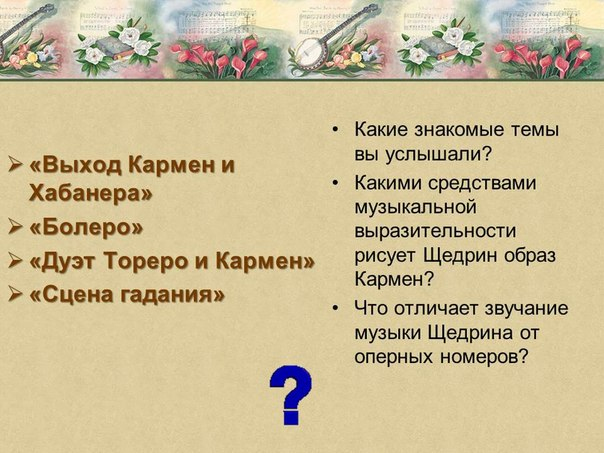 «Выход Кармен и
Хабанера»
«Болеро»
«Дуэт Тореро и Кармен»
«Сцена гадания»
• Какие знакомые темы
вы услышали?
• Какими средствами
музыкальной
выразительности
рисует Щедрин образ
Кармен?
• Что отличает звучание
музыки Щедрина от
оперных номеров?
?